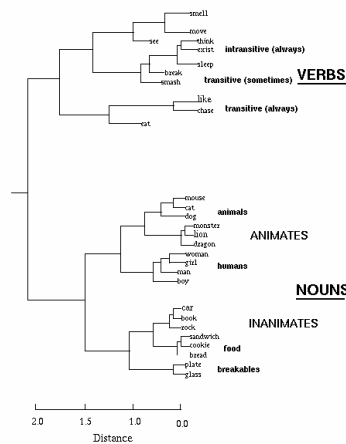 smell
move
see
think
exist
intransitive (always)
sleep
break
smash
transitive (sometimes)
VERBS
like
chase
transitive (always)
eat
mouse
cat
dog
animals
monster
lion
dragon
ANIMATES
woman
girl
man
boy
humans
NOUNS
car
book
rock
INANIMATES
sandwich
cookie
bread
food
plate
glass
breakables
2.0 1.5 1.0 0.0
Distance